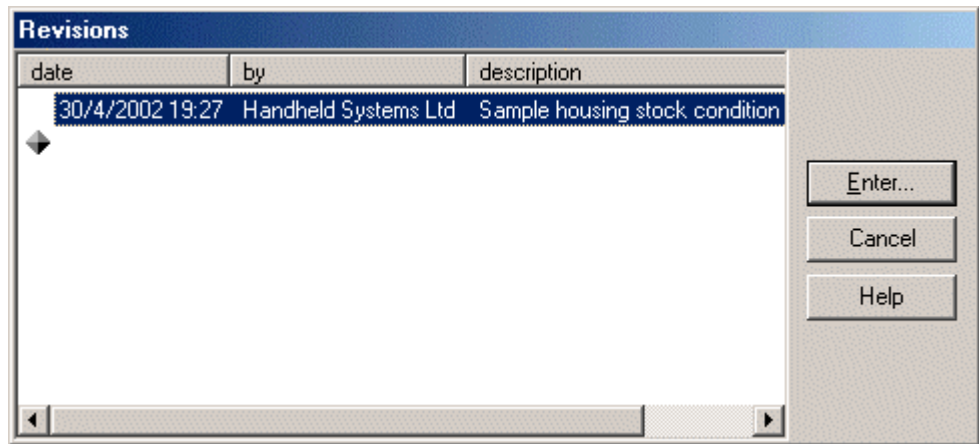 Revisions
date by description
30/4/2002 19:27 Handheld Systems Ltd Sample housing stock condition
Enter...
Cancel
Help